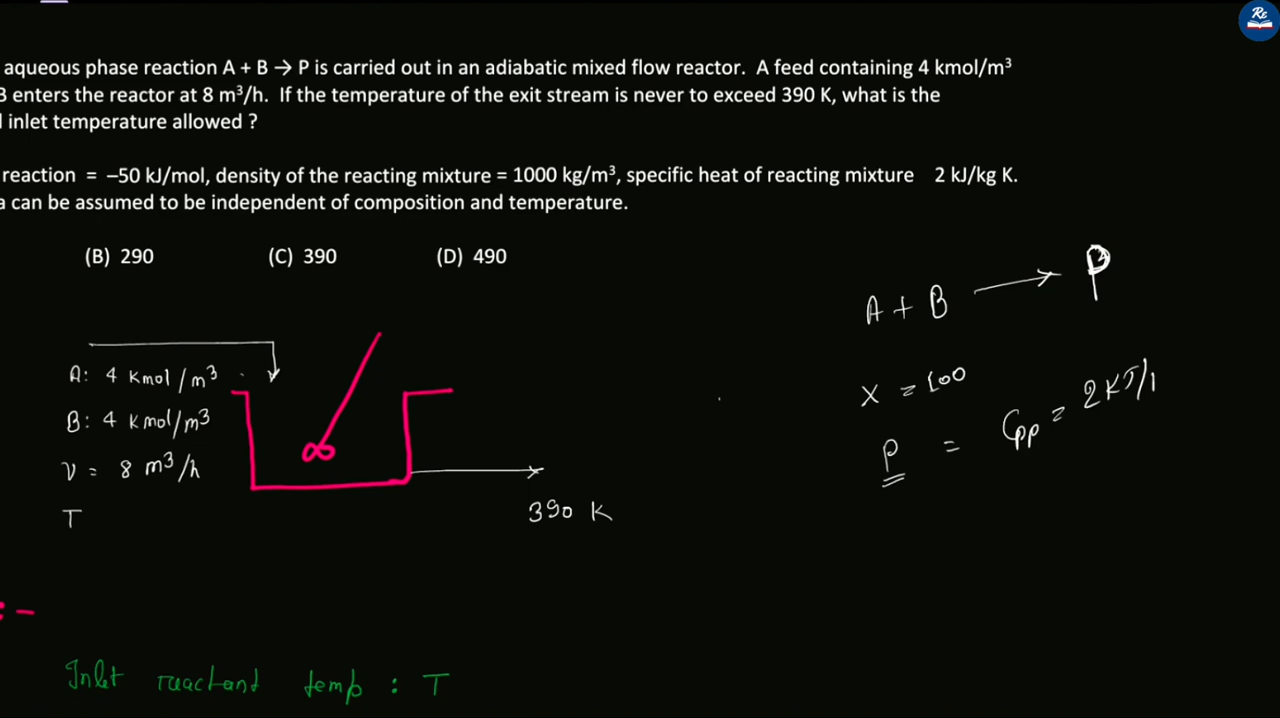 Re
aqueous phase reaction A + B → P is carried out in an adiabatic mixed flow reactor. A feed containing 4 kmol/m³
B enters the reactor at 8 m³/h. If the temperature of the exit stream is never to exceed 390 K, what is the
inlet temperature allowed ?
reaction = –50 kJ/mol, density of the reacting mixture = 1000 kg/m³, specific heat of reacting mixture 2 kJ/kg K.
a can be assumed to be independent of composition and temperature.
(B) 290 (C) 390 (D) 490
A + B → P
A: 4 Kmol/m³
B: 4 Kmol/m³
ν = 8 m³/h
T
390 K
X = 100
P = Cpp = 2KJ/
:-
Inlet reactant temp : T